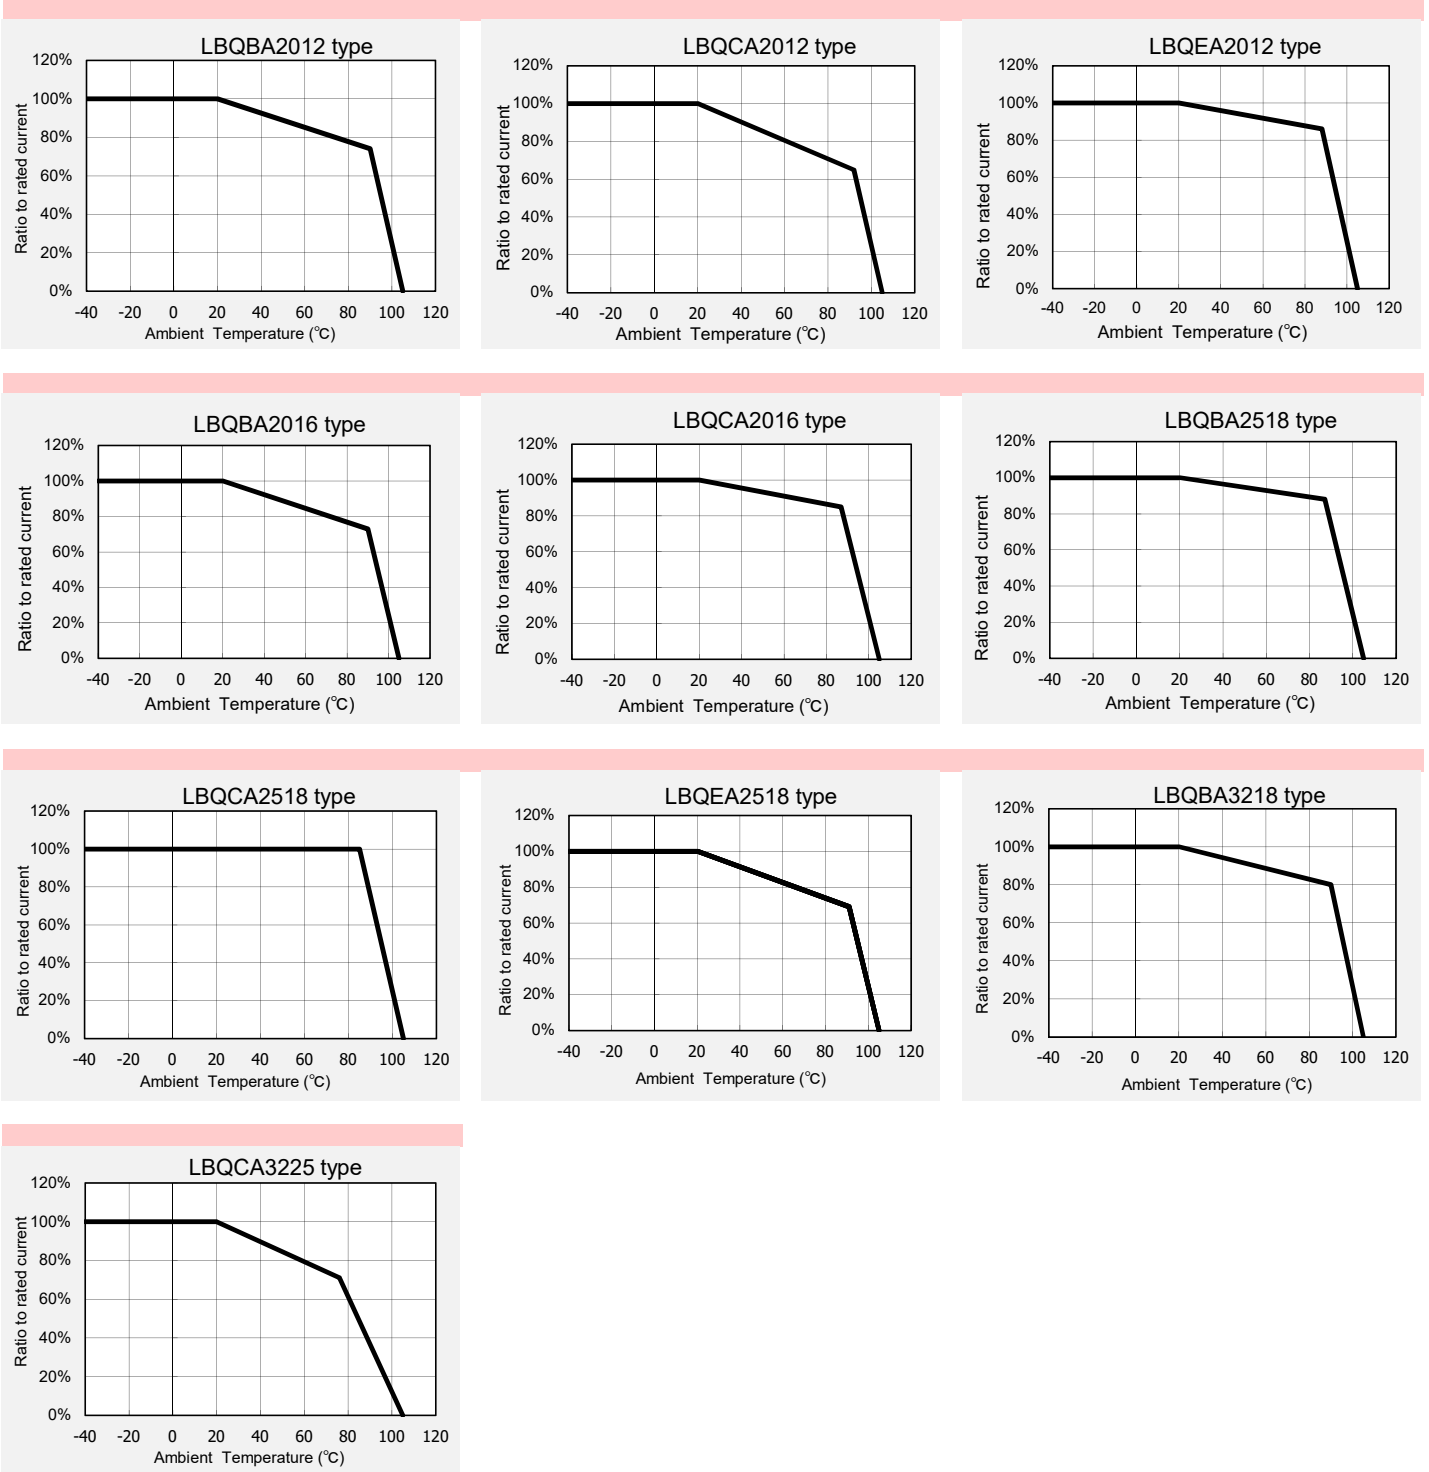 LBQBA2012 type
120%
100%
80%
60%
40%
20%
0%
-40 -20 0 20 40 60 80 100 120
Ratio to rated current
Ambient Temperature (℃)
LBQCA2012 type
120%
100%
80%
60%
40%
20%
0%
-40 -20 0 20 40 60 80 100 120
Ratio to rated current
Ambient Temperature (℃)
LBQEA2012 type
120%
100%
80%
60%
40%
20%
0%
-40 -20 0 20 40 60 80 100 120
Ratio to rated current
Ambient Temperature (℃)
LBQBA2016 type
120%
100%
80%
60%
40%
20%
0%
-40 -20 0 20 40 60 80 100 120
Ratio to rated current
Ambient Temperature (℃)
LBQCA2016 type
120%
100%
80%
60%
40%
20%
0%
-40 -20 0 20 40 60 80 100 120
Ratio to rated current
Ambient Temperature (℃)
LBQBA2518 type
120%
100%
80%
60%
40%
20%
0%
-40 -20 0 20 40 60 80 100 120
Ratio to rated current
Ambient Temperature (℃)
LBQCA2518 type
120%
100%
80%
60%
40%
20%
0%
-40 -20 0 20 40 60 80 100 120
Ratio to rated current
Ambient Temperature (℃)
LBQEA2518 type
120%
100%
80%
60%
40%
20%
0%
-40 -20 0 20 40 60 80 100 120
Ratio to rated current
Ambient Temperature (℃)
LBQBA3218 type
120%
100%
80%
60%
40%
20%
0%
-40 -20 0 20 40 60 80 100 120
Ratio to rated current
Ambient Temperature (℃)
LBQCA3225 type
120%
100%
80%
60%
40%
20%
0%
-40 -20 0 20 40 60 80 100 120
Ratio to rated current
Ambient Temperature (℃)